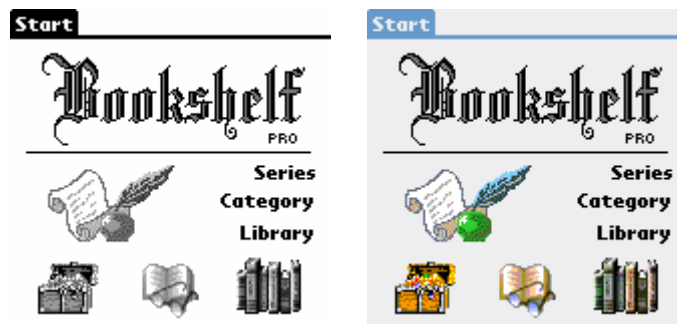 Start
Bookshelf
PRO
Series
Category
Library
Start
Bookshelf
PRO
Series
Category
Library